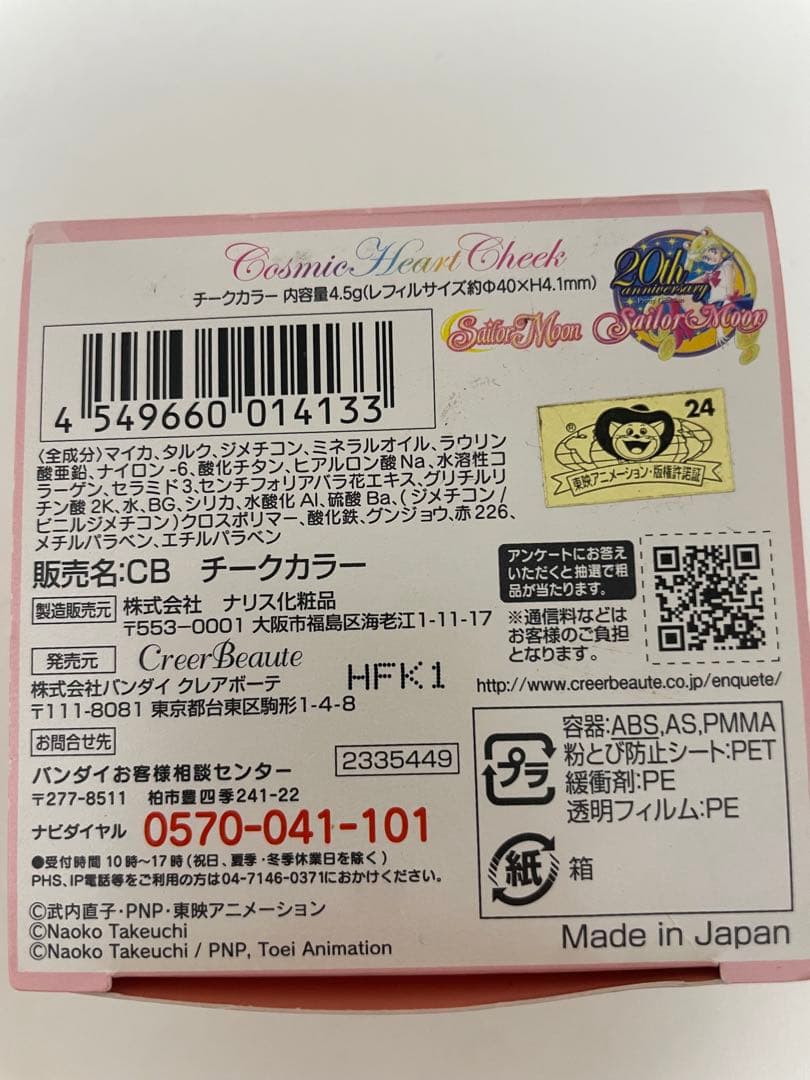 Cosmic Heart Cheek
チークカラー 内容量4.5g(レフィルサイズ約Φ40×H4.1mm)
20th
anniversary
Sailor Moon
Sailor Moon
4 549660 014133
24
®
東映アニメーション・版権許諾証
〈全成分〉マイカ、タルク、ジメチコン、ミネラルオイル、ラウリン
酸亜鉛、ナイロン-6、酸化チタン、ヒアルロン酸Na、水溶性コ
ラーゲン、セラミド3、センチフォリアバラ花エキス、グリチルリ
チン酸2K、水、BG、シリカ、水酸化Al、硫酸Ba、(ジメチコン/
ビニルジメチコン)クロスポリマー、酸化鉄、グンジョウ、赤226、
メチルパラベン、エチルパラベン
販売名:CB チークカラー
製造販売元 株式会社 ナリス化粧品
〒553-0001 大阪市福島区海老江1-11-17
発売元 CreerBeaute
HFK1
株式会社バンダイ クレアボーテ
〒111-8081 東京都台東区駒形1-4-8
お問合せ先
2335449
バンダイお客様相談センター
〒277-8511 柏市豊四季241-22
ナビダイヤル 0570-041-101
●受付時間 10時〜17時(祝日、夏季・冬季休業日を除く)
PHS、IP電話等をご利用の方は04-7146-0371におかけください。
©武内直子・PNP・東映アニメーション
©Naoko Takeuchi
©Naoko Takeuchi / PNP, Toei Animation
アンケートにお答え
いただくと抽選で粗
品が当たります。
※通信料などは
お客様のご負担
となります。
http://www.creerbeaute.co.jp/enquete/
プラ
容器:ABS,AS,PMMA
粉とび防止シート:PET
緩衝剤:PE
透明フィルム:PE
紙 箱
Made in Japan